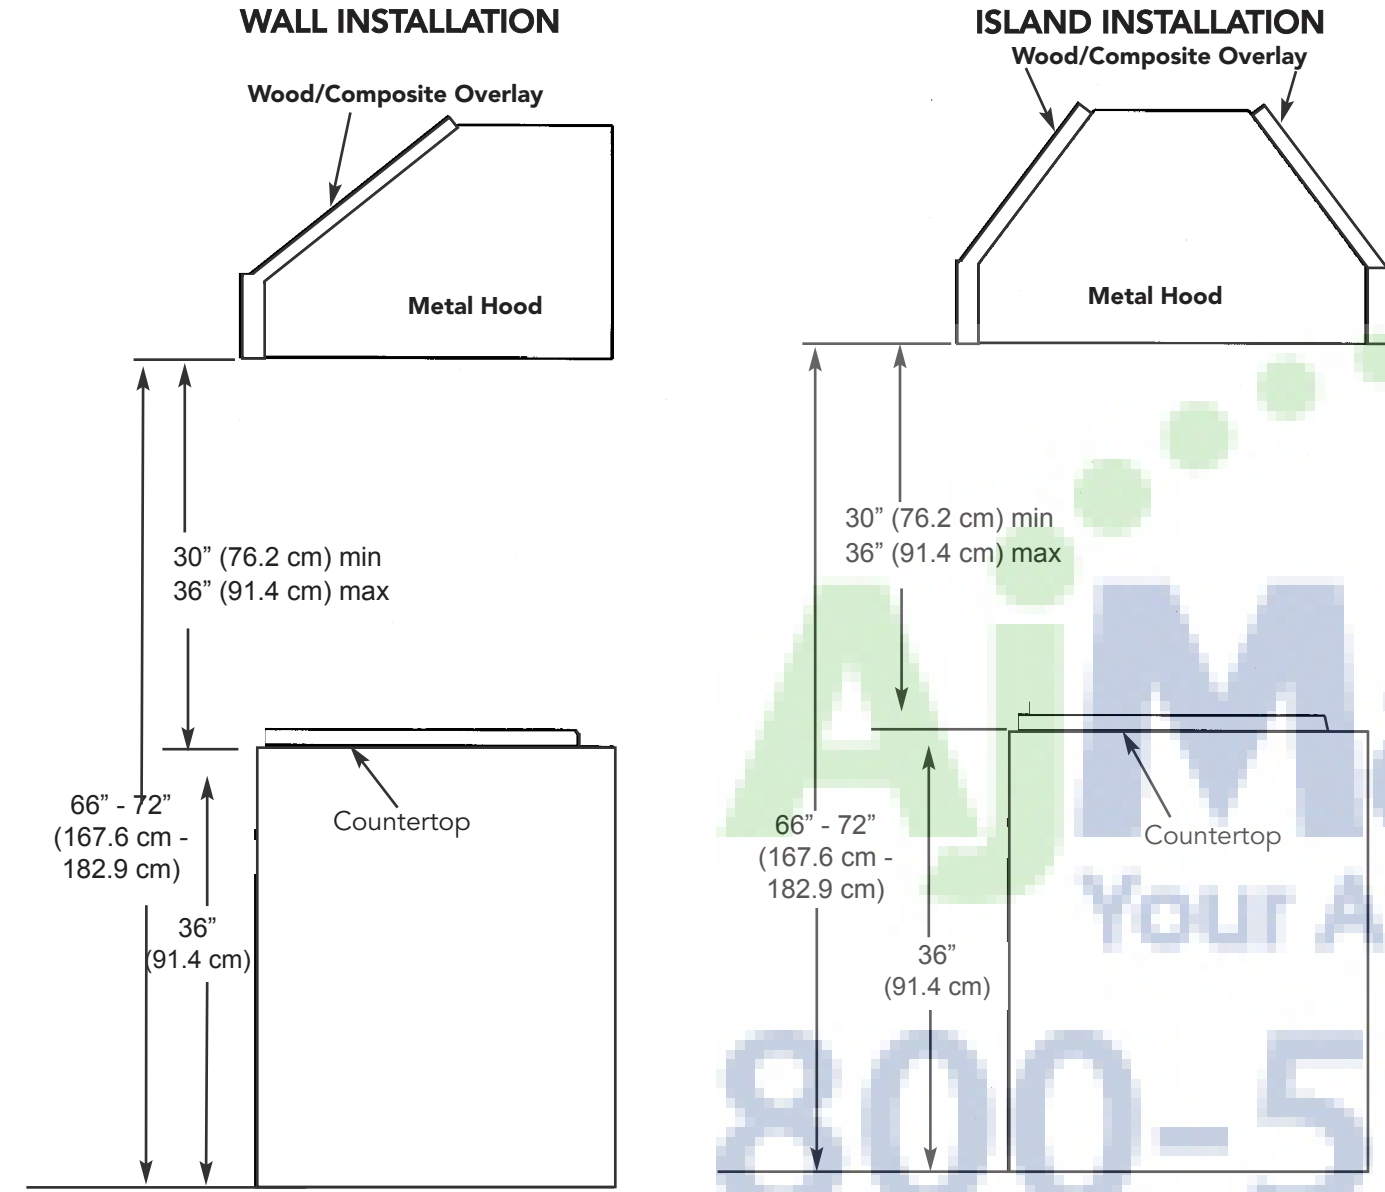 WALL INSTALLATION
Wood/Composite Overlay
Metal Hood
30” (76.2 cm) min
36” (91.4 cm) max
66” - 72”
(167.6 cm -
182.9 cm)
Countertop
36”
(91.4 cm)
ISLAND INSTALLATION
Wood/Composite Overlay
Metal Hood
30” (76.2 cm) min
36” (91.4 cm) max
66” - 72”
(167.6 cm -
182.9 cm)
Countertop
36”
(91.4 cm)
AjM
Your A
800-5